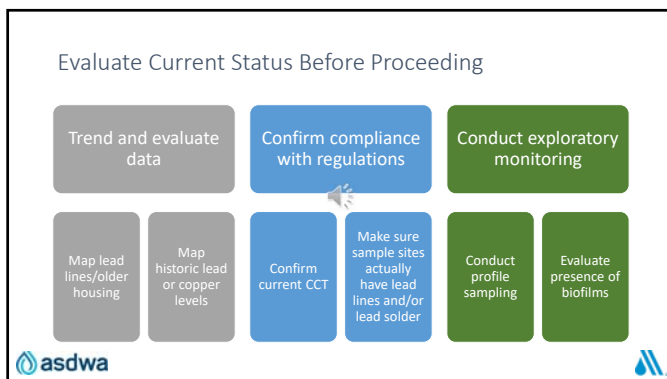 Evaluate Current Status Before Proceeding
Trend and evaluate
data
Confirm compliance
with regulations
Conduct exploratory
monitoring
Map lead
lines/older
housing
Map
historic lead
or copper
levels
Confirm
current CCT
Make sure
sample sites
actually
have lead
lines and/or
lead solder
Conduct
profile
sampling
Evaluate
presence of
biofilms
asdwa